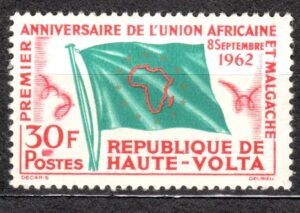 PREMIER ANNIVERSAIRE DE L'UNION AFRICAINE ET MALGACHE
8 SEPTEMBRE
1962
30F
POSTES
REPUBLIQUE DE
HAUTE-VOLTA
DECARIS
DELRIEU